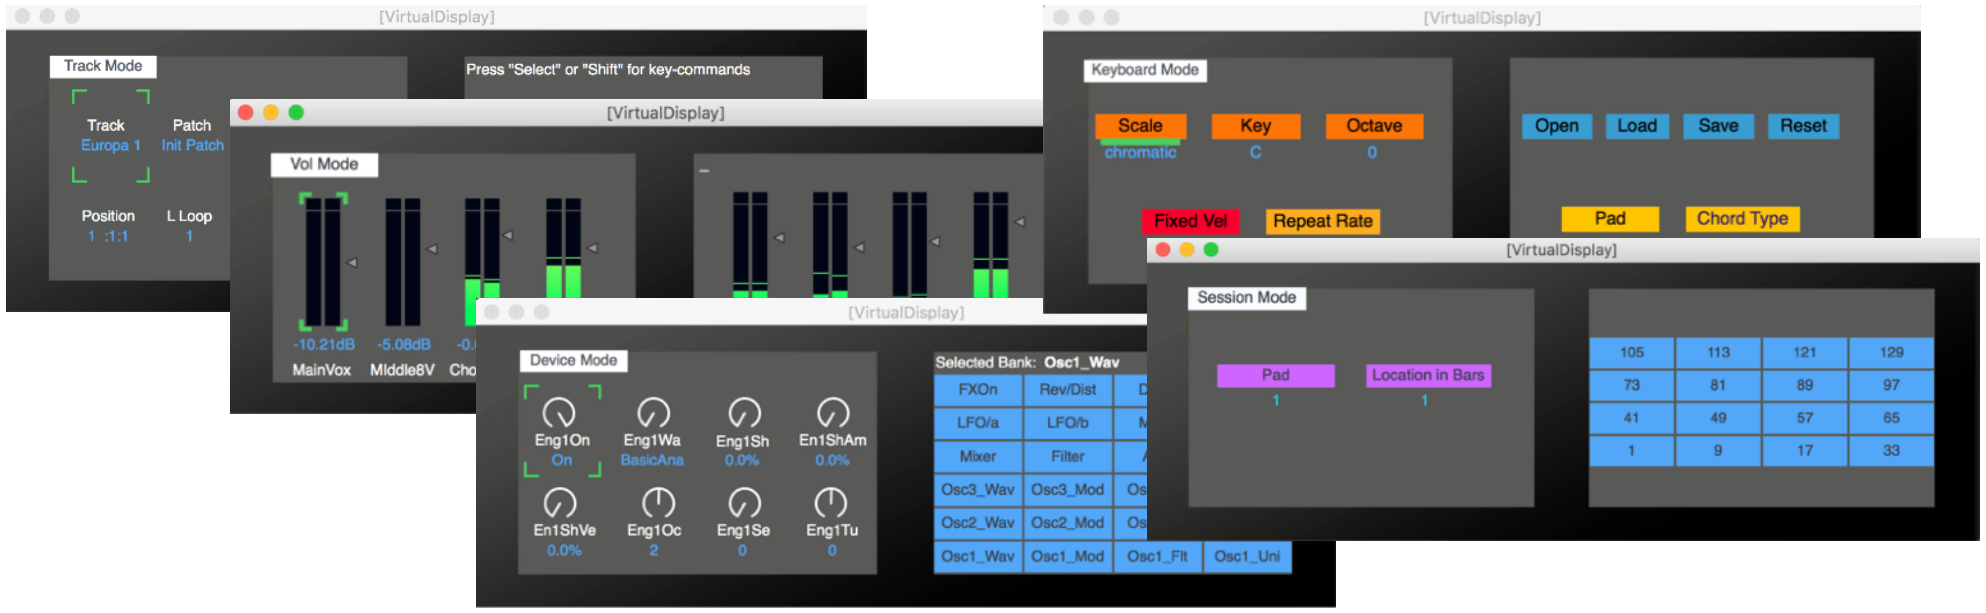 [VirtualDisplay]
Track Mode
Press "Select" or "Shift" for key-commands
Track Patch
Europa 1 Init Patch
Position L Loop
1 :1:1 1
[VirtualDisplay]
Vol Mode
-10.21dB -5.08dB
MainVox MIddle8V
[VirtualDisplay]
Device Mode
Eng1On Eng1Wa Eng1Sh En1ShAm
On BasicAna 0.0% 0.0%
En1ShVe Eng1Oc Eng1Se Eng1Tu
0.0% 2 0 0
Selected Bank: Osc1_Wav
FXOn Rev/Dist
LFO/a LFO/b
Mixer Filter
Osc3_Wav Osc3_Mod
Osc2_Wav Osc2_Mod
Osc1_Wav Osc1_Mod Osc1_Flt Osc1_Uni
[VirtualDisplay]
Keyboard Mode
Scale Key Octave
chromatic C 0
Fixed Vel Repeat Rate
Open Load Save Reset
Pad Chord Type
[VirtualDisplay]
Session Mode
Pad Location in Bars
1 1
105 113 121 129
73 81 89 97
41 49 57 65
1 9 17 33